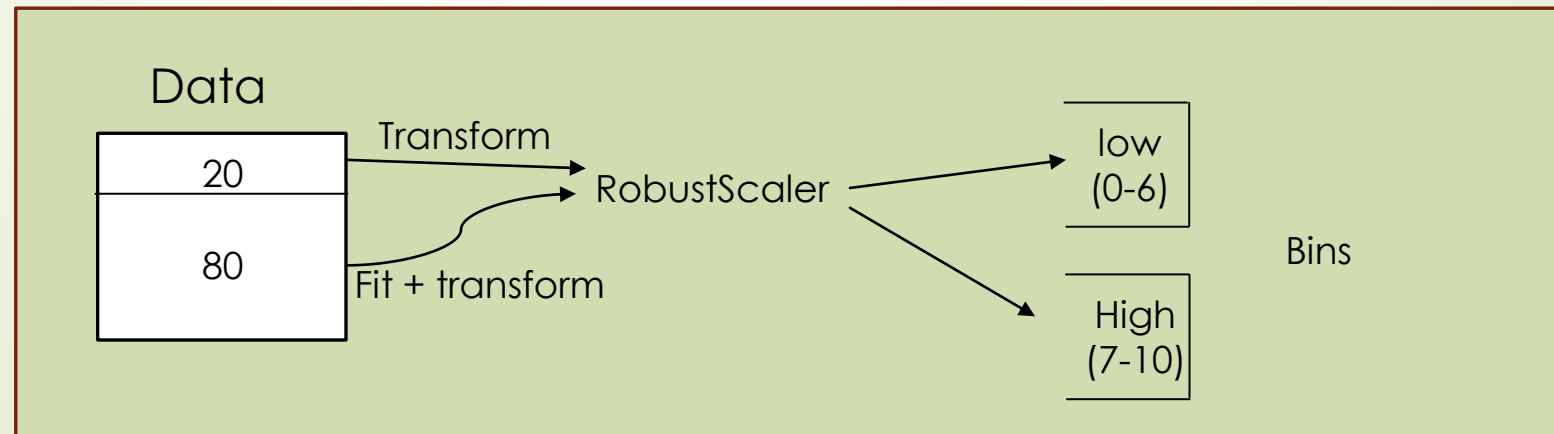 Data
20
80
Transform
Fit + transform
RobustScaler
low
(0-6)
High
(7-10)
Bins